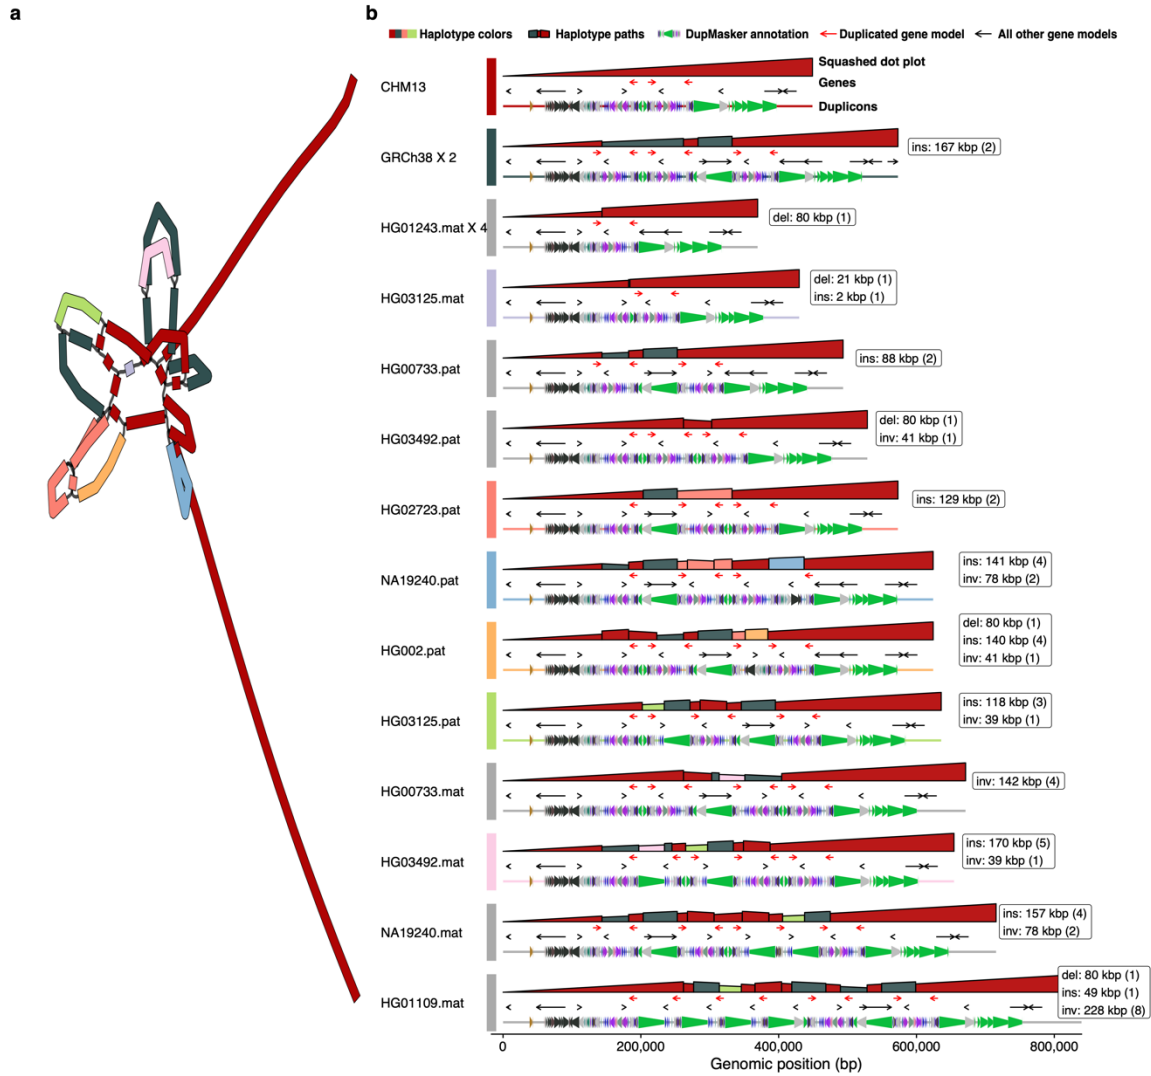 a
b
Haplotype colors Haplotype paths DupMasker annotation Duplicated gene model All other gene models
CHM13
Squashed dot plot
Genes
Duplicons
GRCh38 X 2
ins: 167 kbp (2)
HG01243.mat X 4
del: 80 kbp (1)
HG03125.mat
del: 21 kbp (1)
ins: 2 kbp (1)
HG00733.pat
ins: 88 kbp (2)
HG03492.pat
del: 80 kbp (1)
inv: 41 kbp (1)
HG02723.pat
ins: 129 kbp (2)
NA19240.pat
ins: 141 kbp (4)
inv: 78 kbp (2)
HG002.pat
del: 80 kbp (1)
ins: 140 kbp (4)
inv: 41 kbp (1)
HG03125.pat
ins: 118 kbp (3)
inv: 39 kbp (1)
HG00733.mat
inv: 142 kbp (4)
HG03492.mat
ins: 170 kbp (5)
inv: 39 kbp (1)
NA19240.mat
ins: 157 kbp (4)
inv: 78 kbp (2)
HG01109.mat
del: 80 kbp (1)
ins: 49 kbp (1)
inv: 228 kbp (8)
0 200,000 400,000 600,000 800,000
Genomic position (bp)